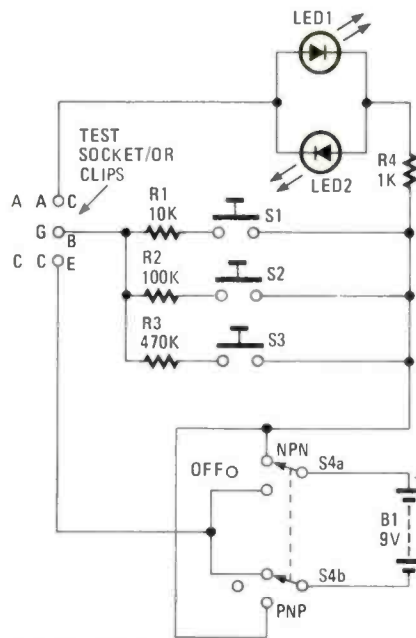 LED1
LED2
R4
1K
TEST
SOCKET/OR
CLIPS
A A C
G B
C C E
R1
10K
S1
R2
100K
S2
R3
470K
S3
NPN
OFF
S4a
B1
9V
S4b
PNP